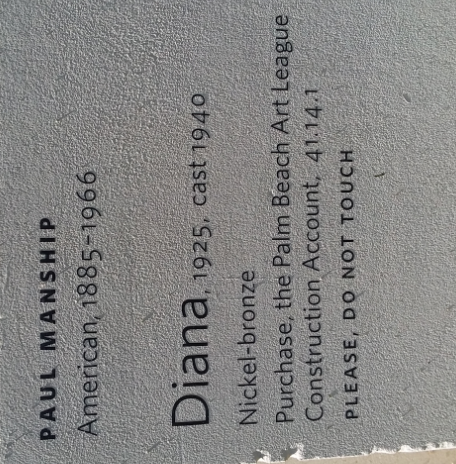 PAUL MANSHIP
American, 1885-1966
Diana, 1925, cast 1940
Nickel-bronze
Purchase, the Palm Beach Art League
Construction Account, 41.14.1
PLEASE, DO NOT TOUCH